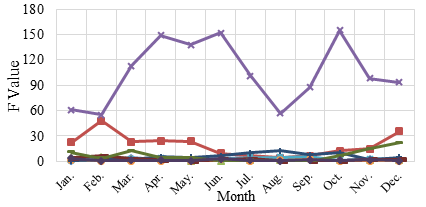 180
150
120
90
60
30
0
F Value
Jan. Feb. Mar. Apr. May. Jun. Jul. Aug. Sep. Oct. Nov. Dec.
Month